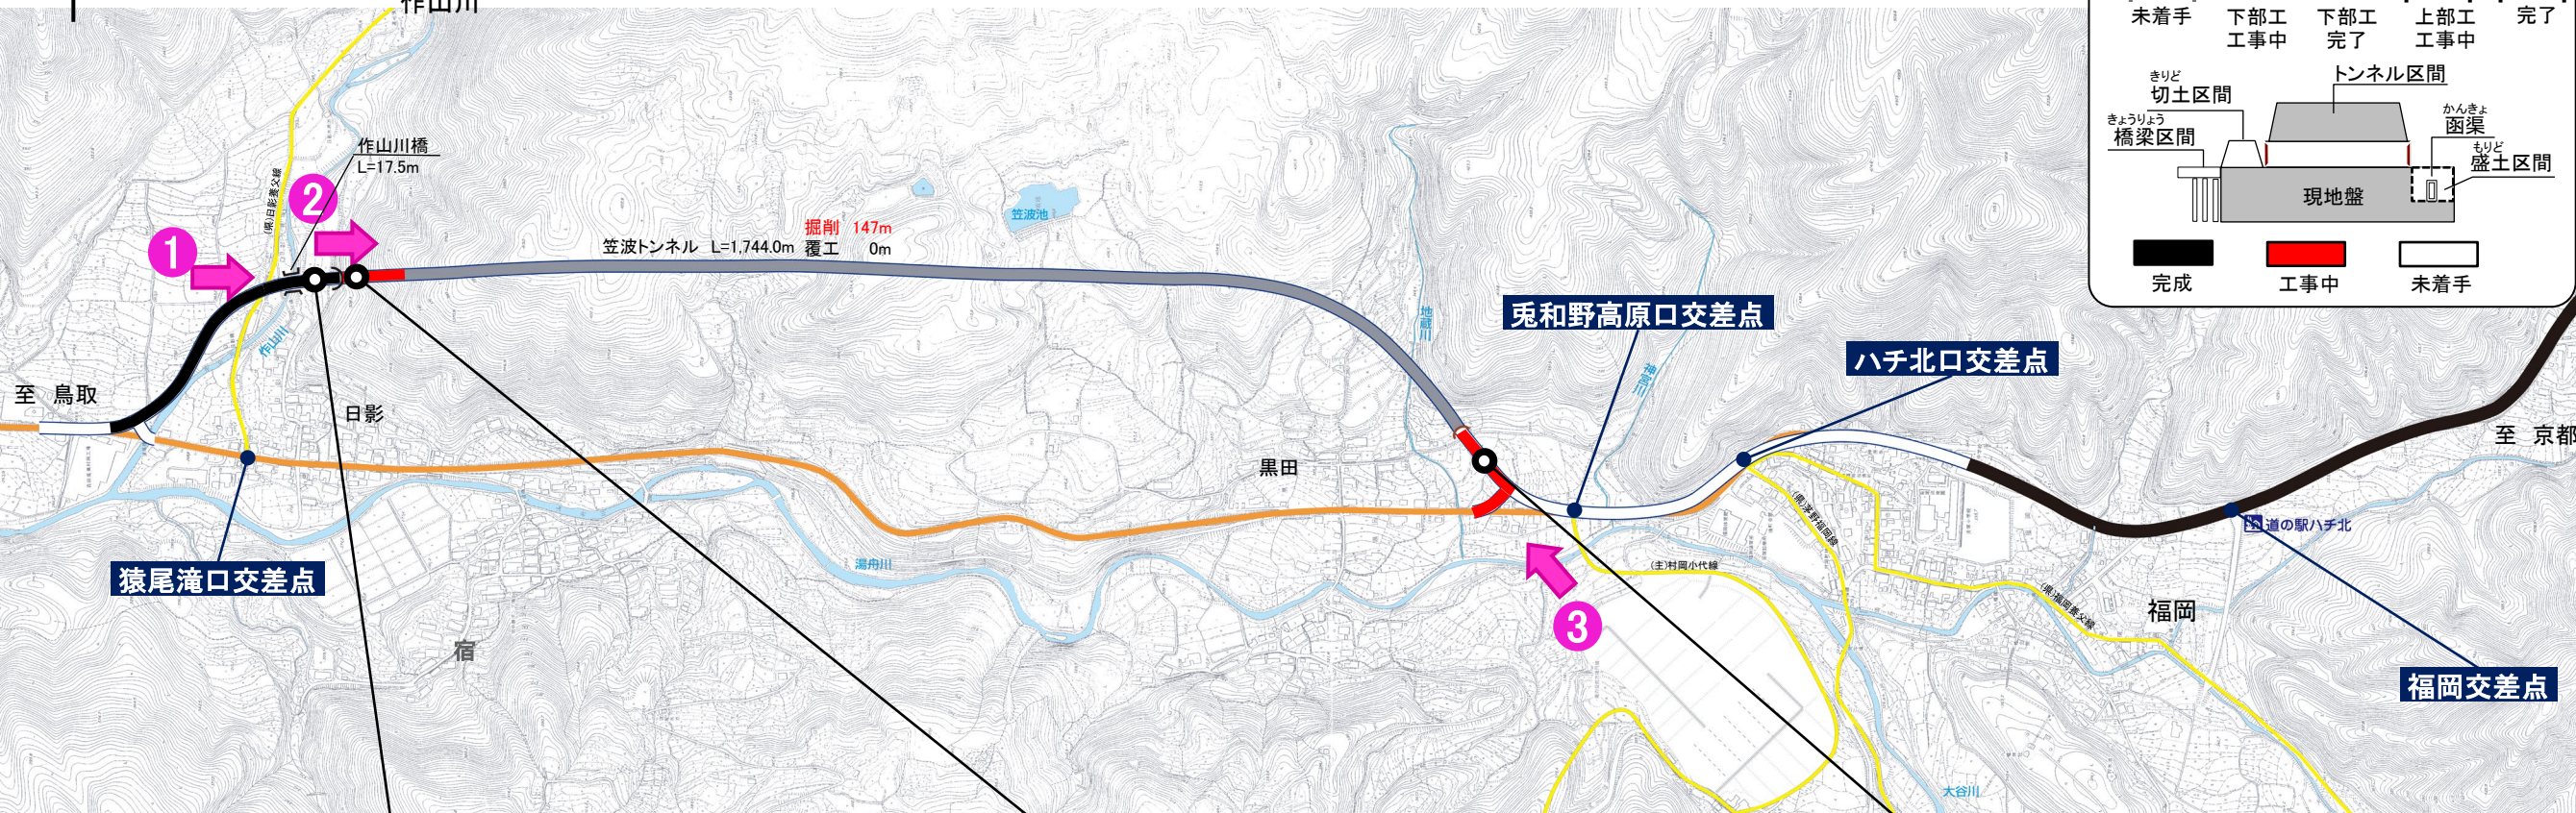 作山川
未着手
下部工
工事中
下部工
完了
上部工
工事中
完了
きりど
切土区間
トンネル区間
きょうりょう
橋梁区間
かんきょ
函渠
もりど
盛土区間
現地盤
完成
工事中
未着手
作山川橋
L=17.5m
(県)日影養父線
1
2
笠波池
笠波トンネル L=1,744.0m
掘削 147m
覆工 0m
地蔵川
兎和野高原口交差点
ハチ北口交差点
作山川
至 鳥取
日影
黒田
至 京都
道の駅ハチ北
猿尾滝口交差点
湯舟川
(主)村岡小代線
(県)茅野福岡線
(県)福岡養父線
3
福岡
宿
福岡交差点
大谷川